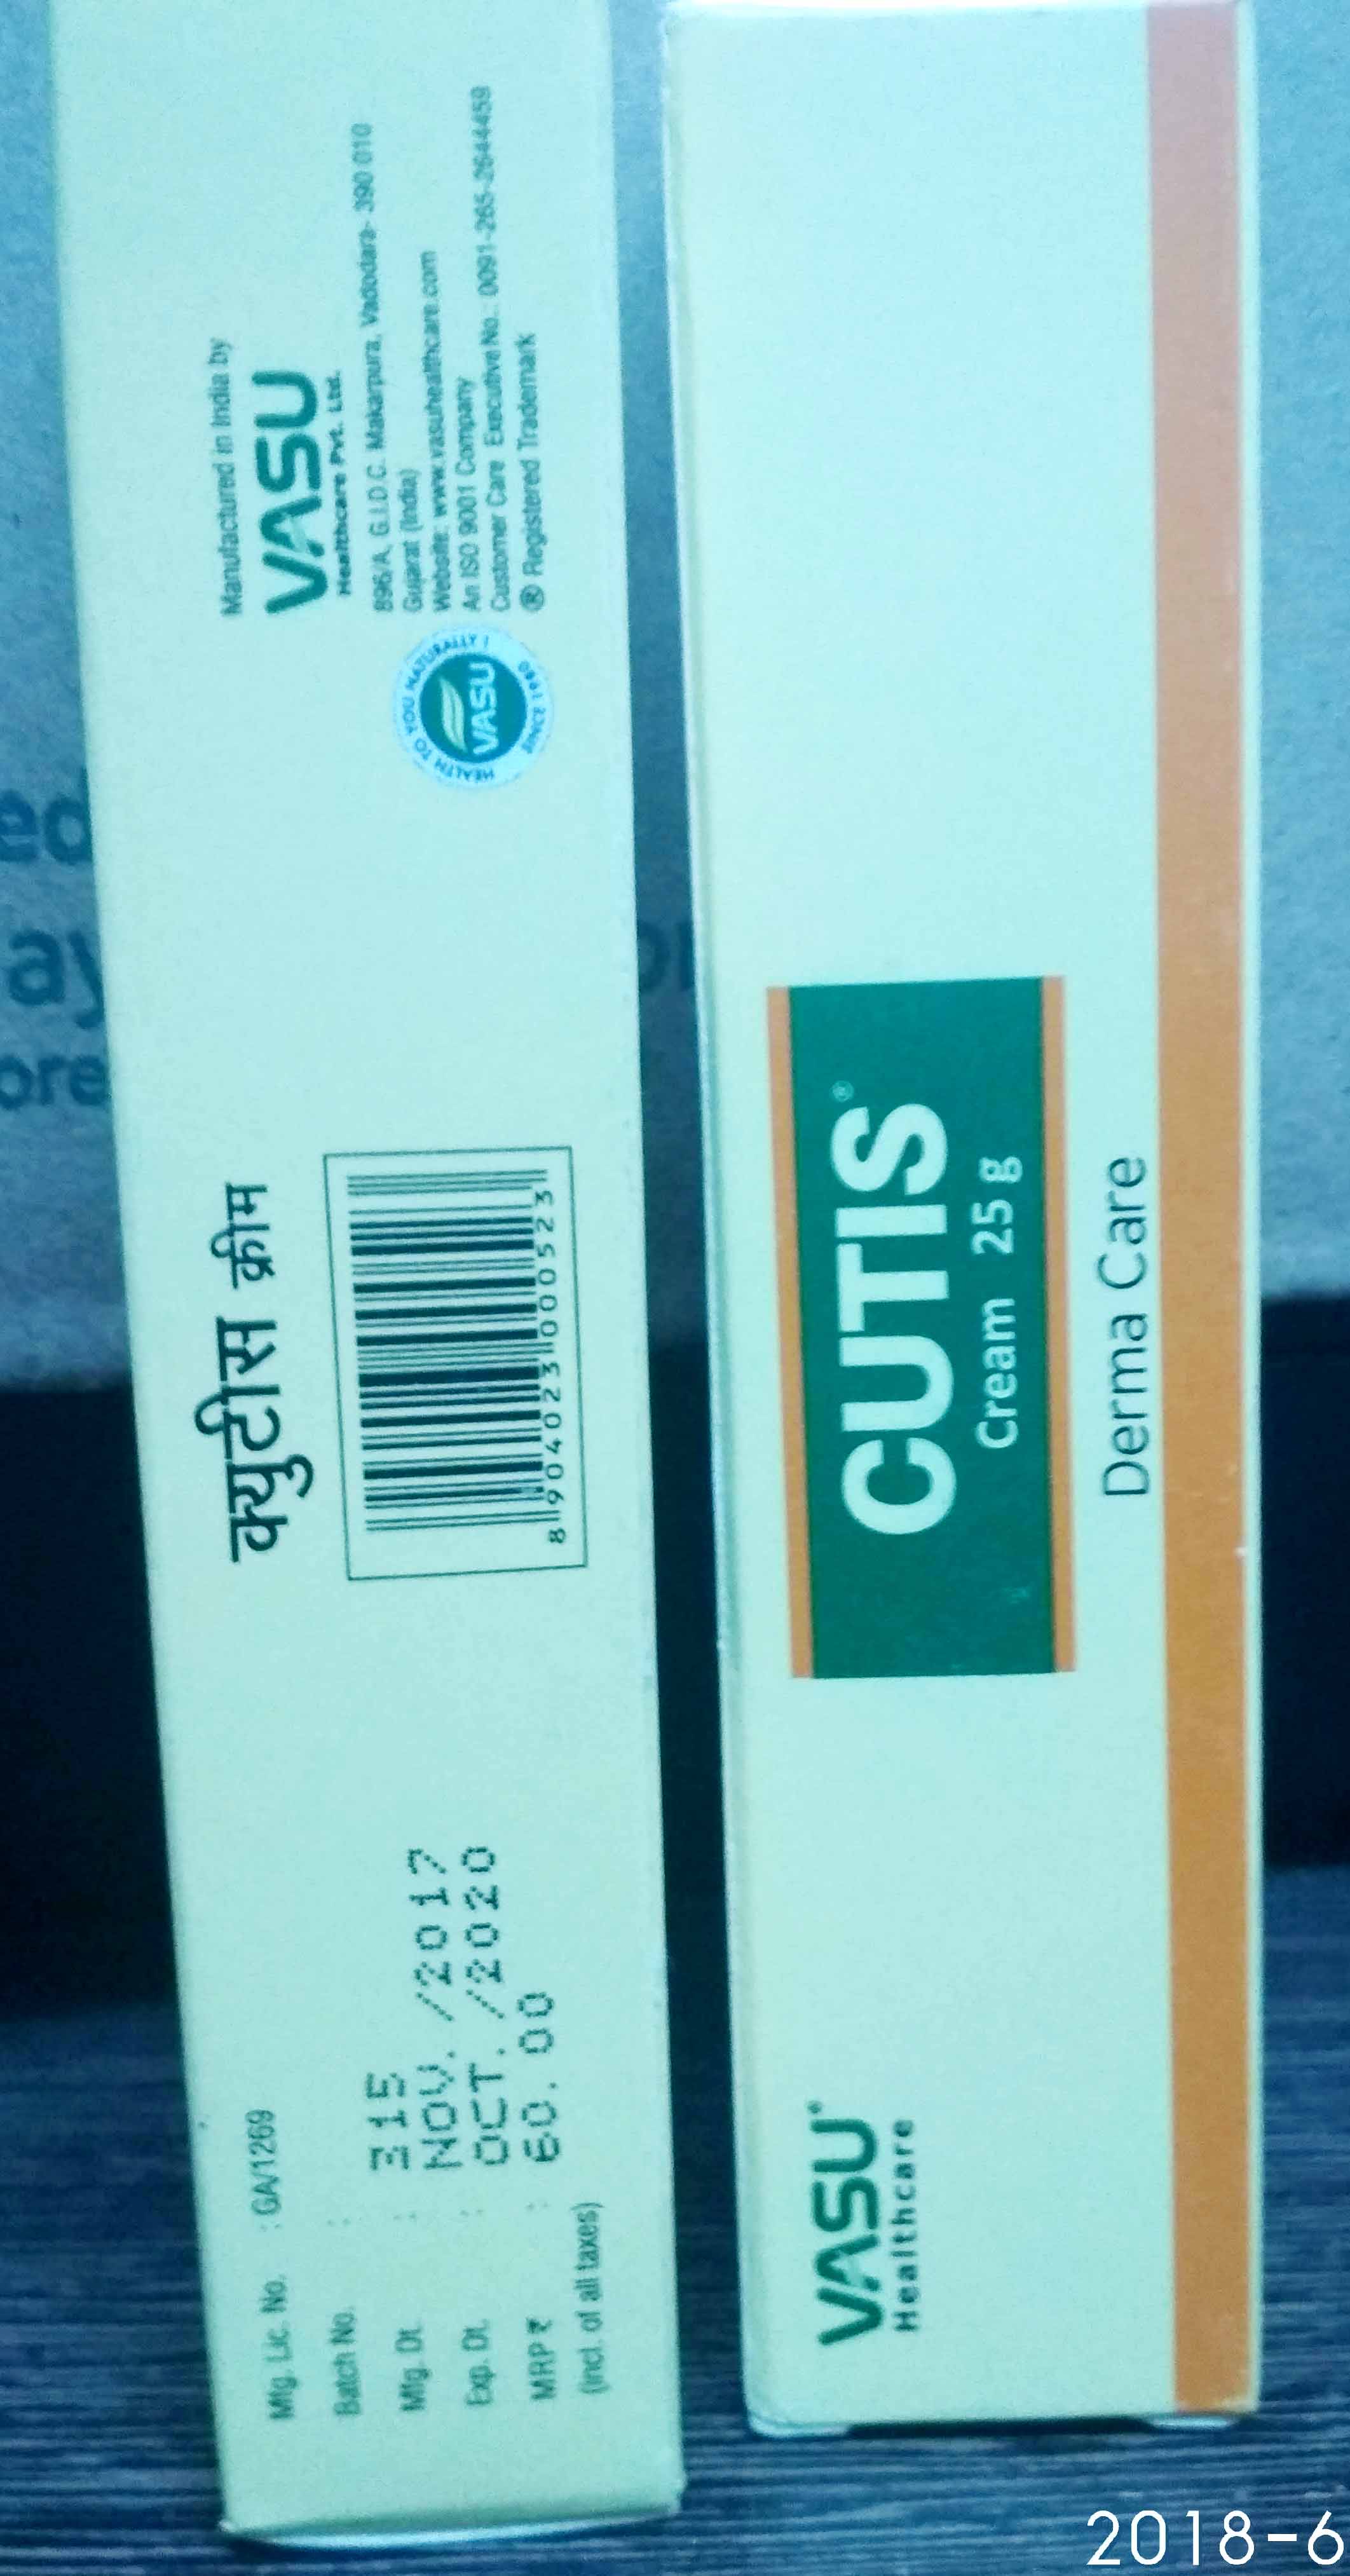 Manufactured in India by
VASU
Healthcare Pvt. Ltd.
896/A, G.I.D.C. Makarpura, Vadodara- 390 010
Gujarat (India)
Website: www.vasuhealthcare.com
An ISO 9001 Company
Customer Care Executive No.: 0091-265-2644459
® Registered Trademark
HEALTH TO YOU NATURALLY !
VASU
SINCE 1980
क्युटीस क्रीम
8 904023 000523
Mfg. Lic. No. : GA/1269
Batch No. :
315
Mfg. Dt. : NOV. /2017
Exp. Dt. : OCT. /2020
MRP ₹ : 60.00
(incl. of all taxes)
CUTIS®
Cream 25 g
Derma Care
VASU®
Healthcare
ed
ay
ore
2018-6